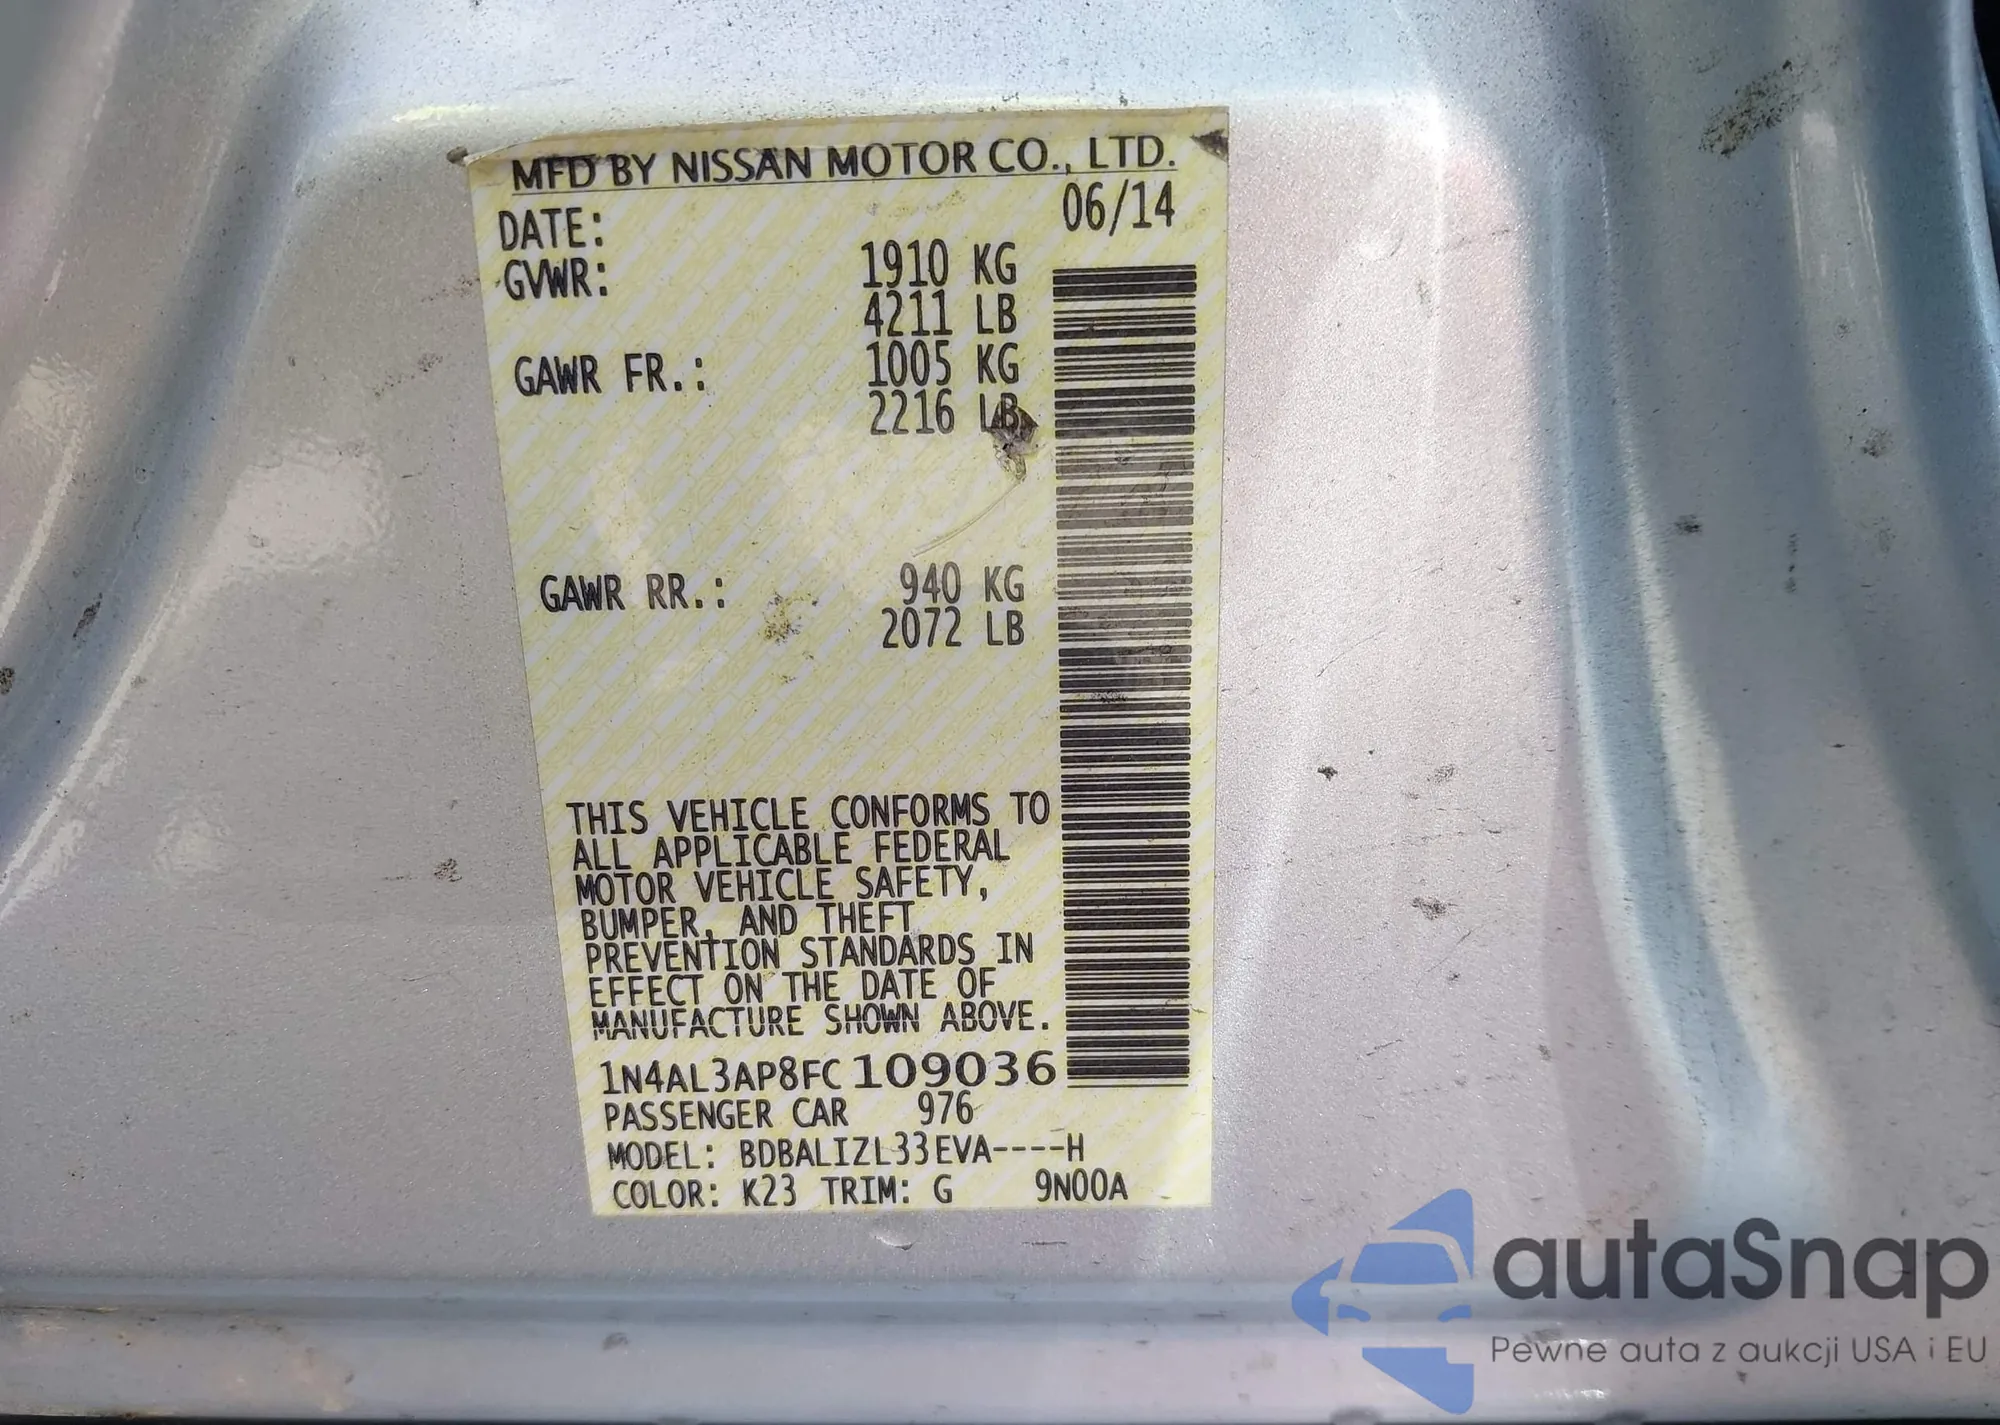 MFD BY NISSAN MOTOR CO., LTD.
DATE: 06/14
GVWR: 1910 KG
4211 LB
GAWR FR.: 1005 KG
2216 LB
GAWR RR.: 940 KG
2072 LB
THIS VEHICLE CONFORMS TO
ALL APPLICABLE FEDERAL
MOTOR VEHICLE SAFETY,
BUMPER, AND THEFT
PREVENTION STANDARDS IN
EFFECT ON THE DATE OF
MANUFACTURE SHOWN ABOVE.
1N4AL3AP8FC109036
PASSENGER CAR 976
MODEL: BDBALIZL33EVA----H
COLOR: K23 TRIM: G 9N00A
autaSnap
Pewne auta z aukcji USA i EU